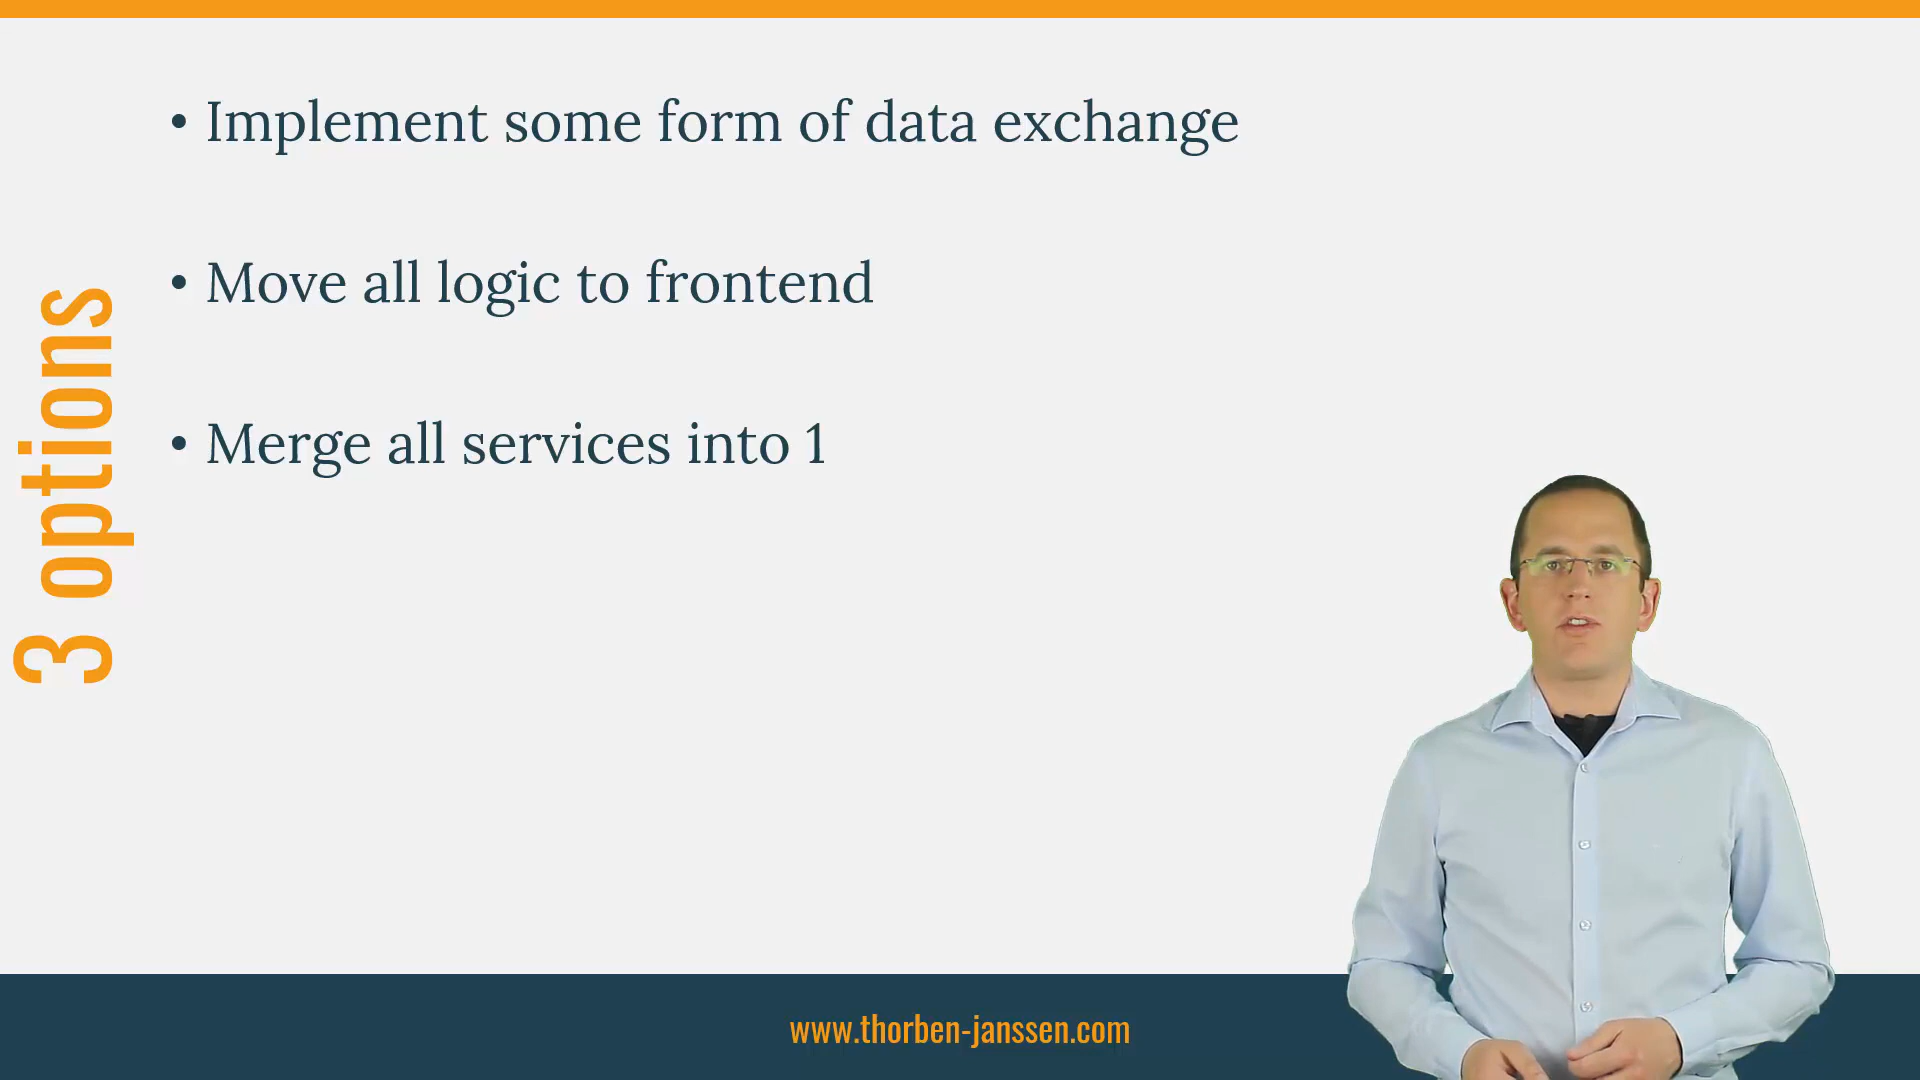 3 options
• Implement some form of data exchange
• Move all logic to frontend
• Merge all services into 1
www.thorben-janssen.com